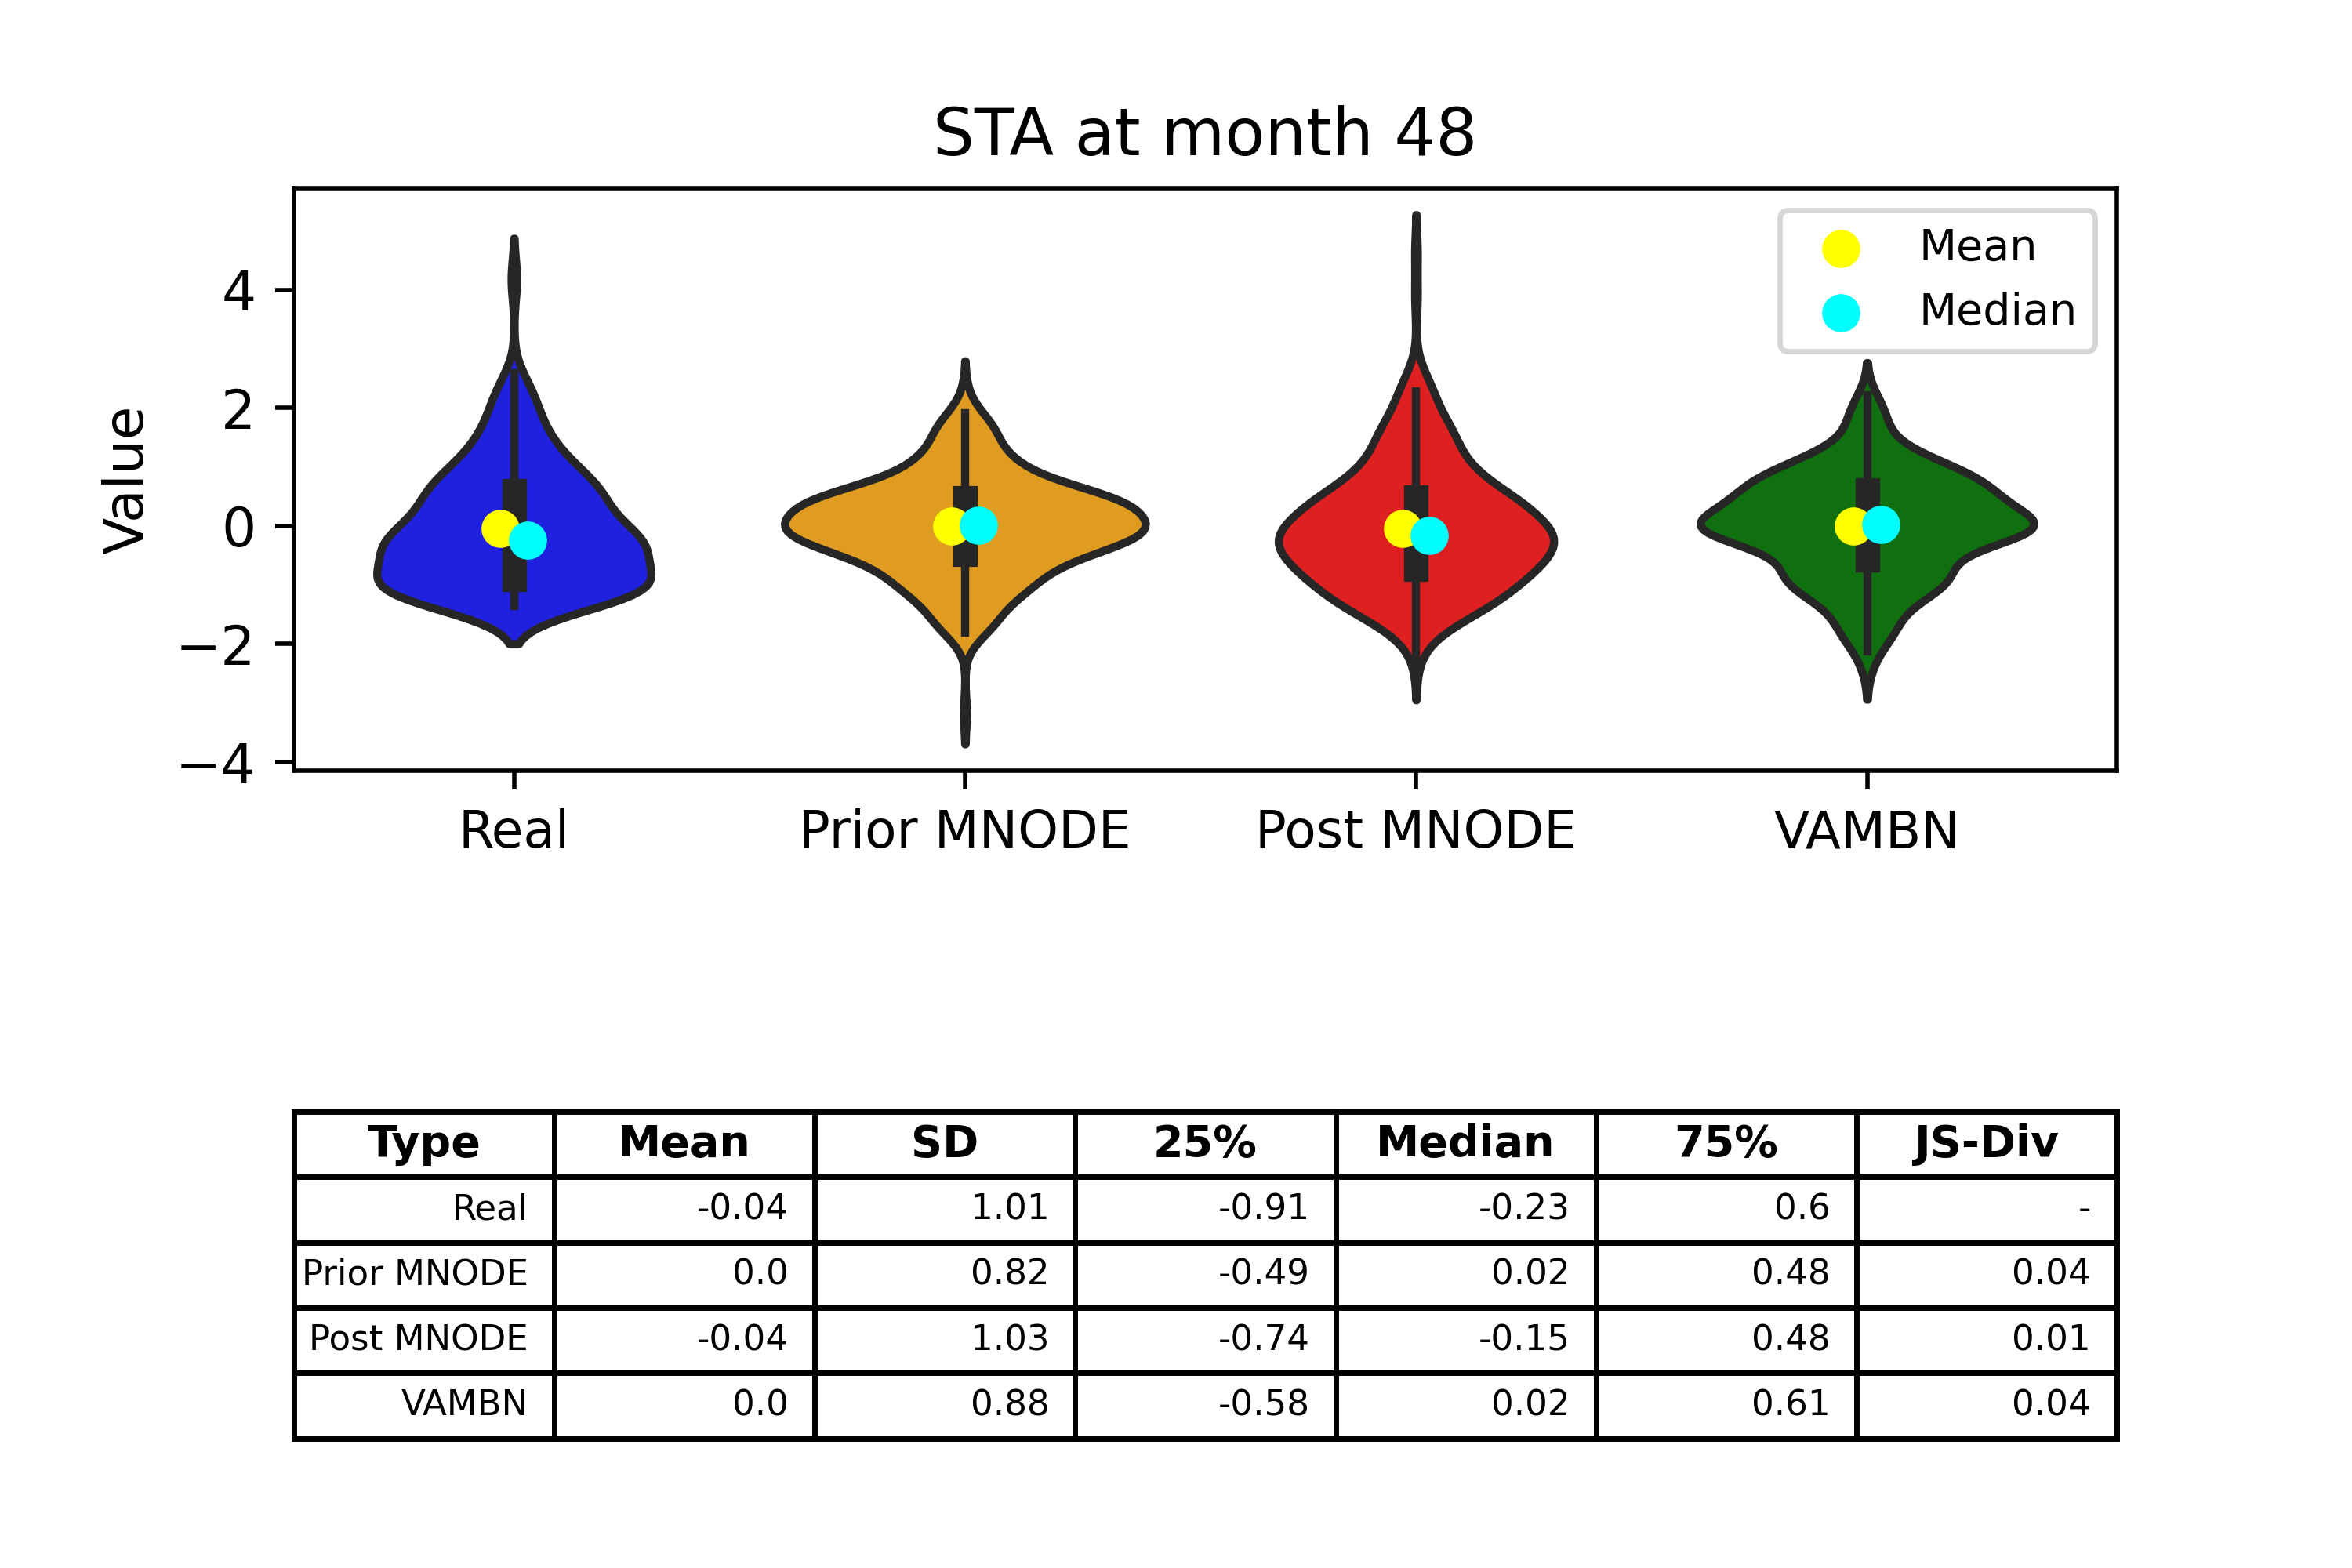 STA at month 48
Value
4
2
0
−2
−4
Mean
Median
Real Prior MNODE Post MNODE VAMBN
Type Mean SD 25% Median 75% JS-Div
Real -0.04 1.01 -0.91 -0.23 0.6 -
Prior MNODE 0.0 0.82 -0.49 0.02 0.48 0.04
Post MNODE -0.04 1.03 -0.74 -0.15 0.48 0.01
VAMBN 0.0 0.88 -0.58 0.02 0.61 0.04